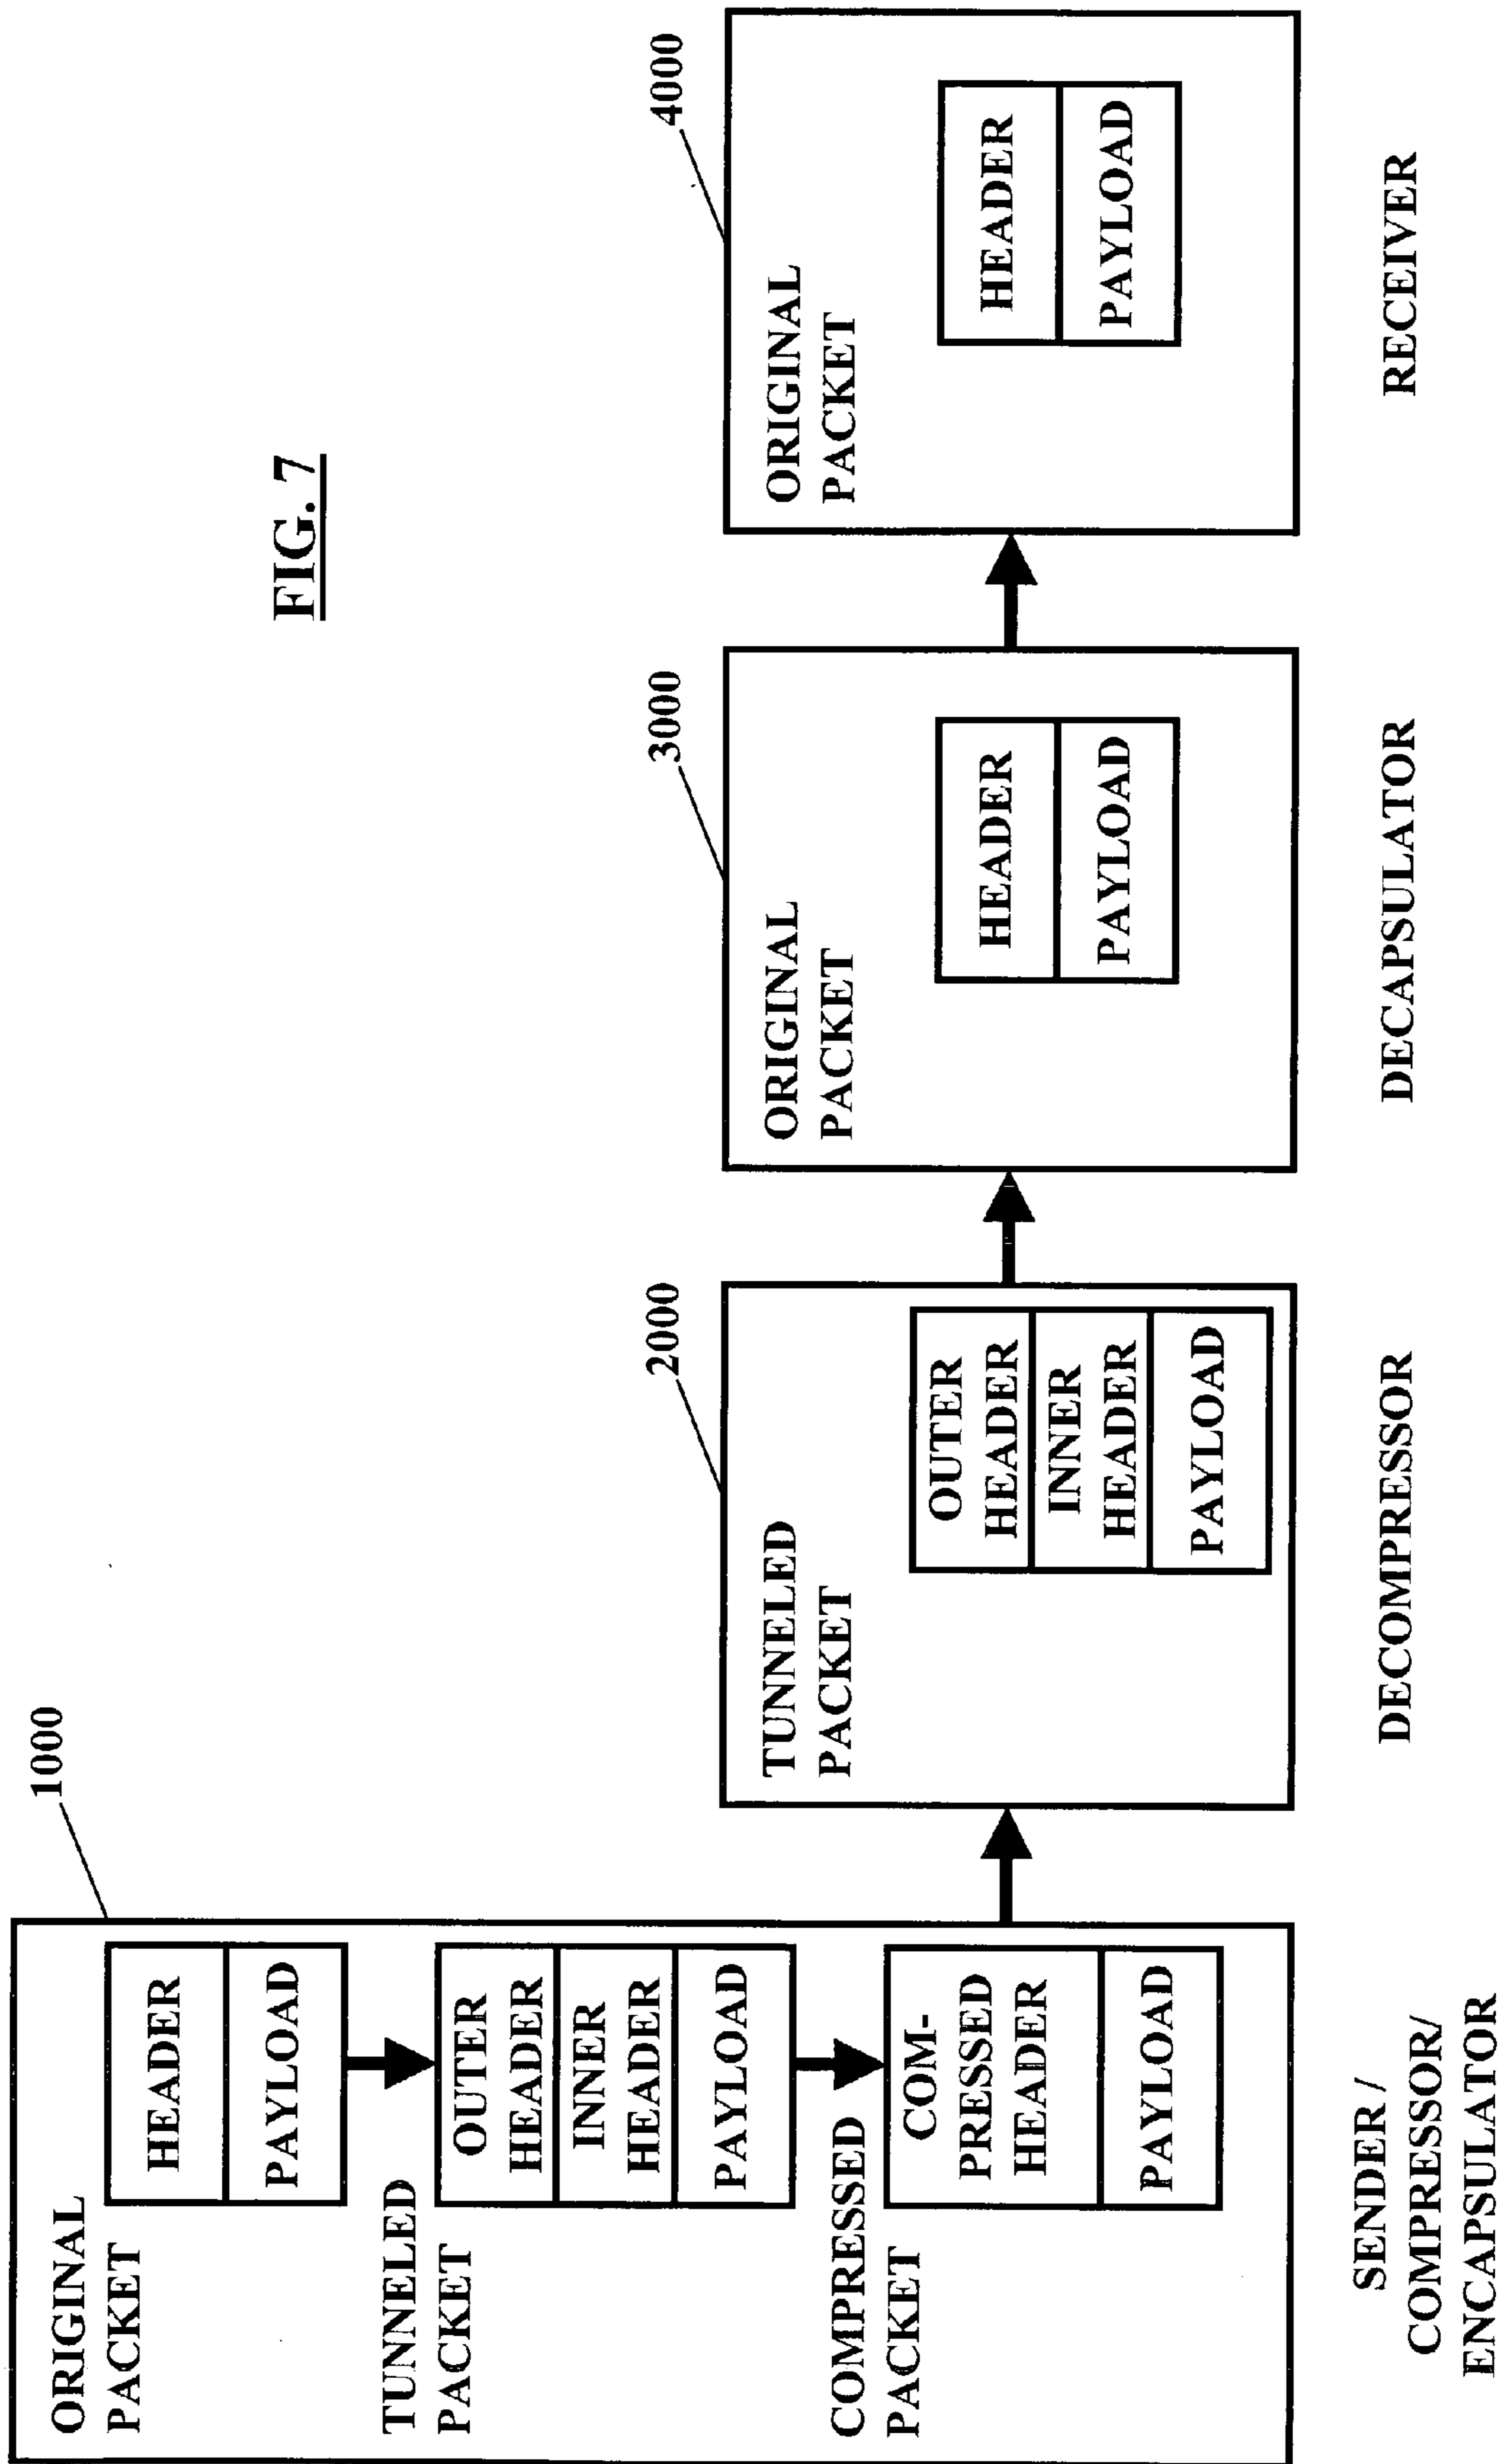 FIG. 7
1000
ORIGINAL
PACKET
HEADER
PAYLOAD
TUNNELED
PACKET
OUTER
HEADER
INNER
HEADER
PAYLOAD
COMPRESSED
PACKET
COM-
PRESSED
HEADER
PAYLOAD
SENDER /
COMPRESSOR/
ENCAPSULATOR
2000
TUNNELED
PACKET
OUTER
HEADER
INNER
HEADER
PAYLOAD
DECOMPRESSOR
3000
ORIGINAL
PACKET
HEADER
PAYLOAD
DECAPSULATOR
4000
ORIGINAL
PACKET
HEADER
PAYLOAD
RECEIVER